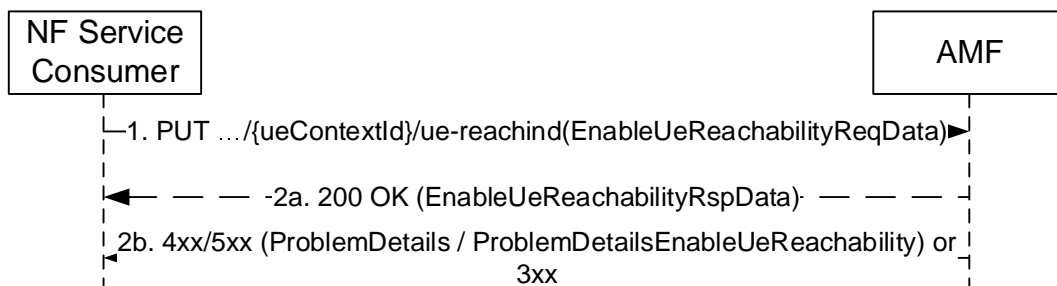 NF Service
Consumer
AMF
1. PUT …/{ueContextId}/ue-reachind(EnableUeReachabilityReqData)
2a. 200 OK (EnableUeReachabilityRspData)
2b. 4xx/5xx (ProblemDetails / ProblemDetailsEnableUeReachability) or
3xx